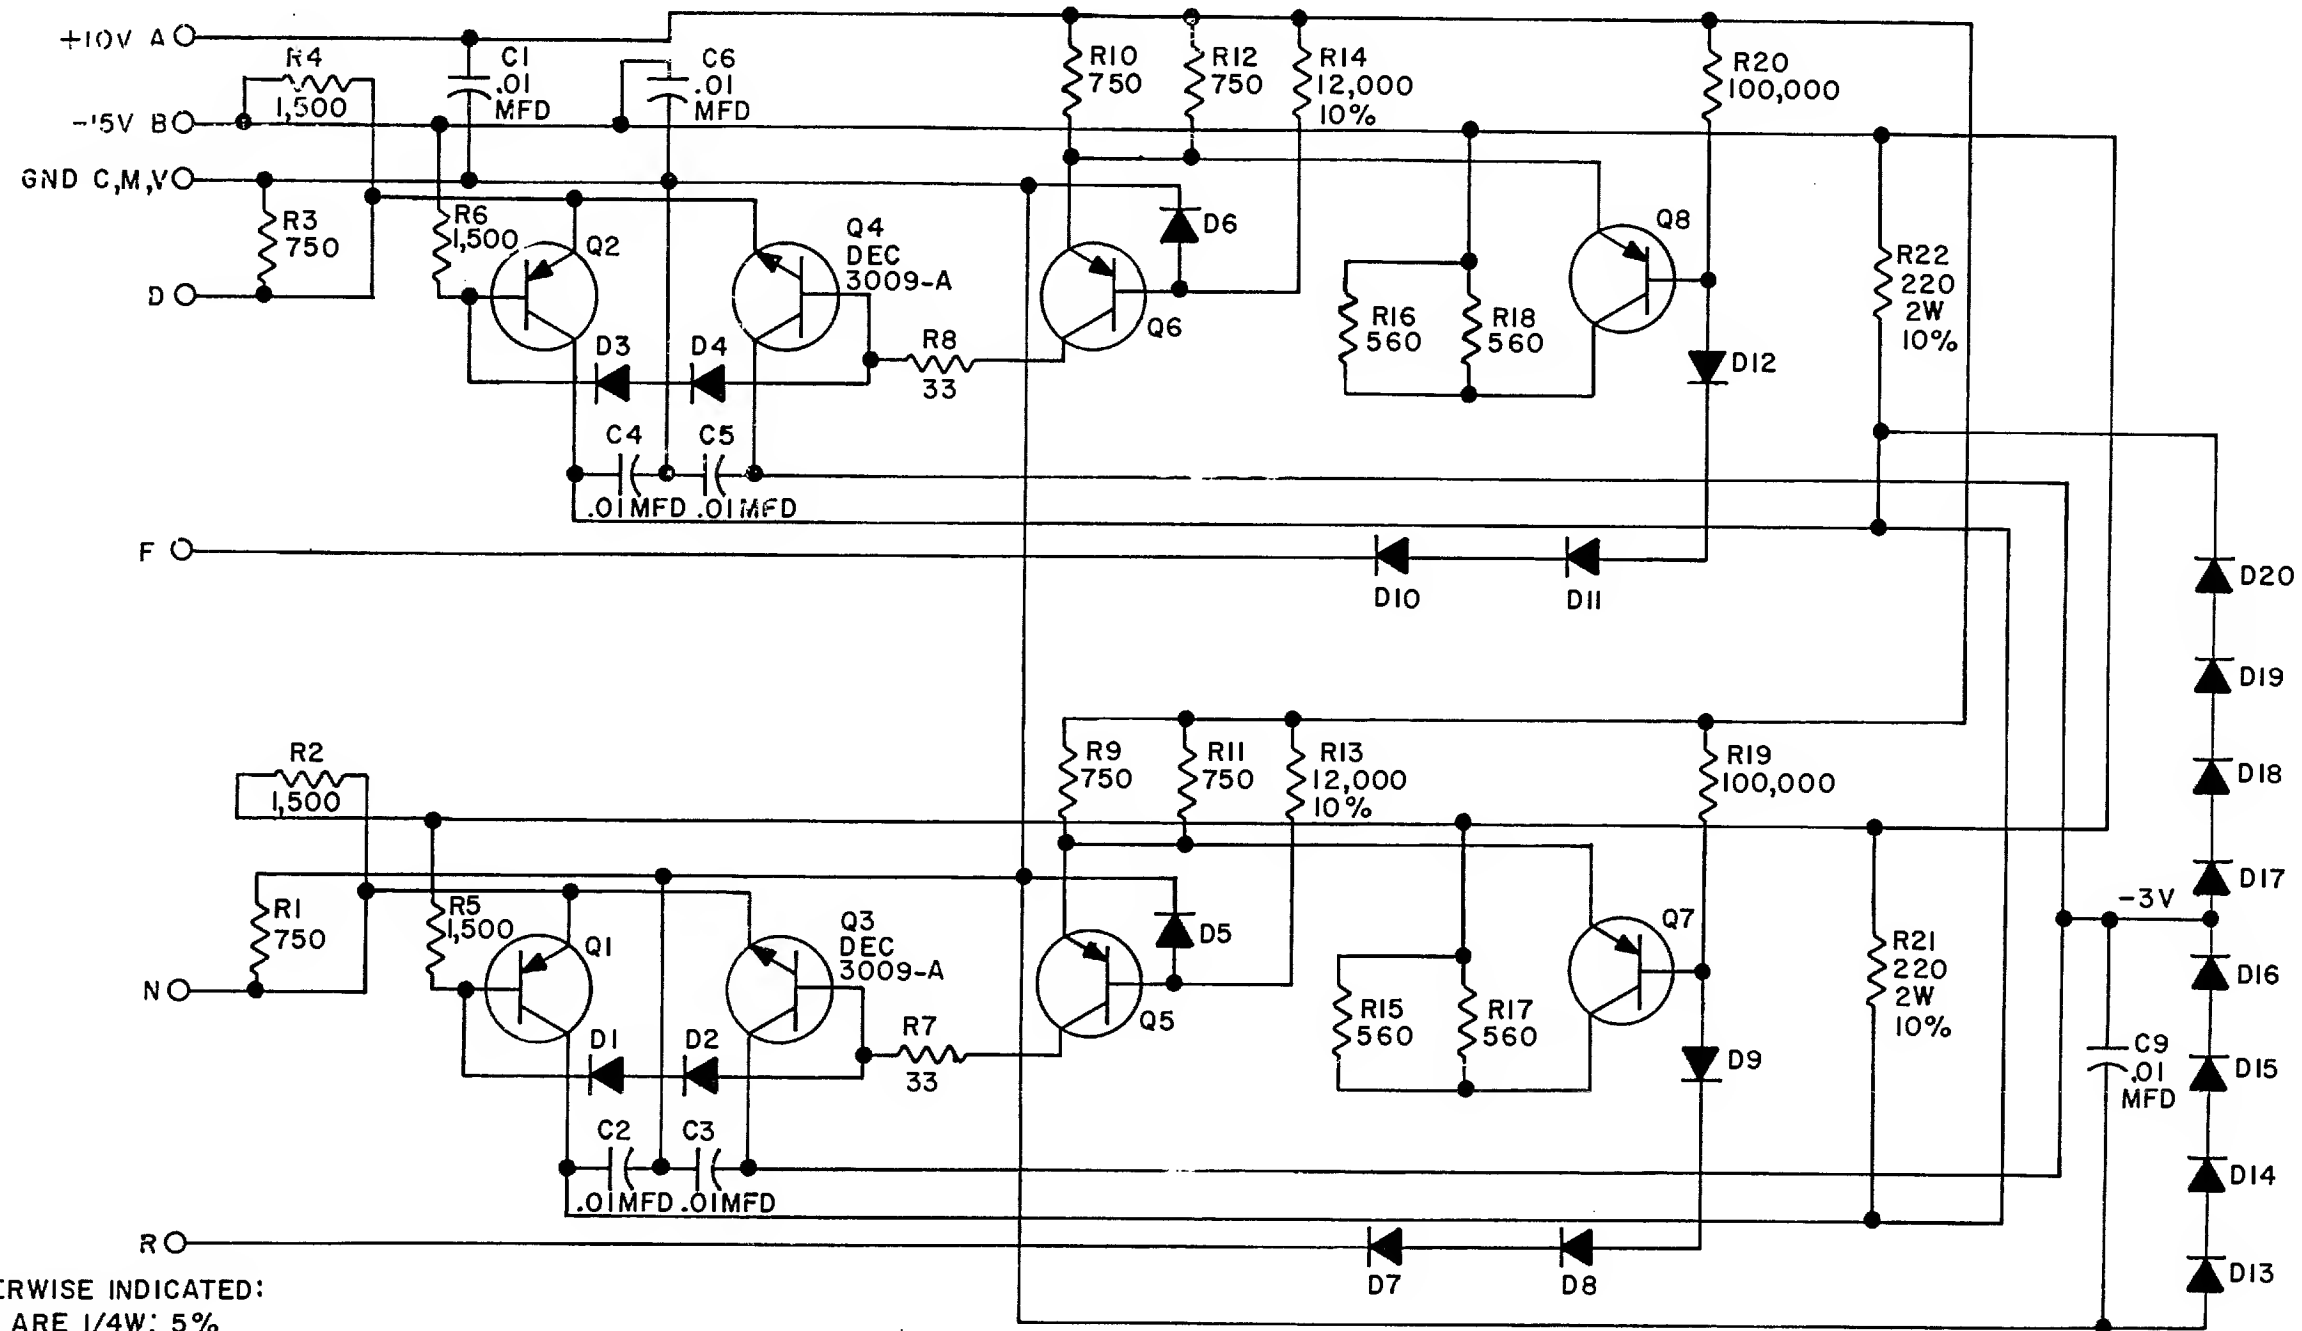 +10V A
R4
1,500
C1
.01
MFD
C6
.01
MFD
R10
750
R12
750
R14
12,000
10%
R20
100,000
-15V B
GND C,M,V
R3
750
R6
1,500
Q2
Q4
DEC
3009-A
D6
Q8
R22
220
2W
10%
D
Q6
R16
560
R18
560
D3
D4
R8
33
D12
C4
C5
.01MFD
.01MFD
F
D10
D11
D20
D19
D18
D17
R2
1,500
R9
750
R11
750
R13
12,000
10%
R19
100,000
-3V
R1
750
R5
1,500
Q1
Q3
DEC
3009-A
D5
Q7
R21
220
2W
10%
D16
N
Q5
R15
560
R17
560
D1
D2
R7
33
D9
C9
.01
MFD
D15
C2
C3
.01MFD
.01MFD
D14
R
D7
D8
D13
ERWISE INDICATED:
ARE 1/4W; 5%